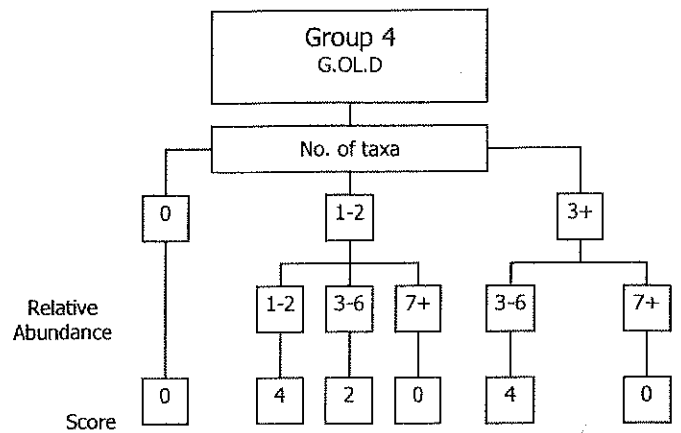 Group 4
G.OL.D
No. of taxa
0 1-2 3+
Relative
Abundance
1-2 3-6 7+ 3-6 7+
Score
0 4 2 0 4 0